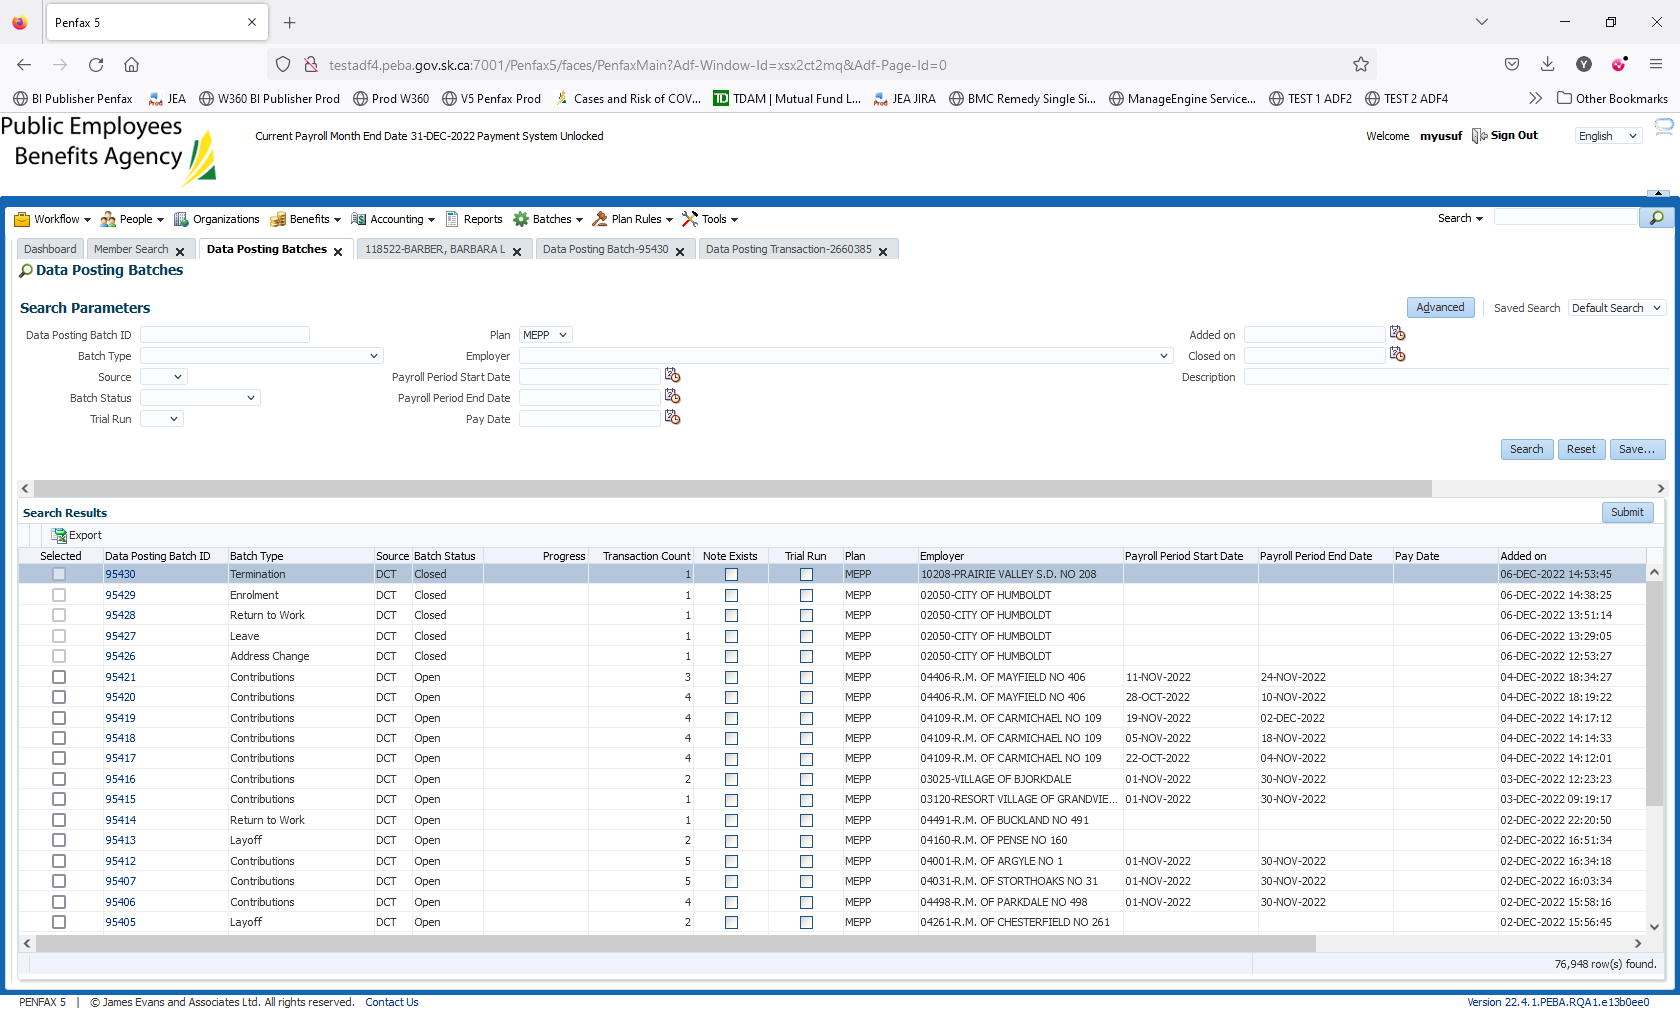 Penfax 5
testadf4.peba.gov.sk.ca:7001/Penfax5/faces/PenfaxMain?Adf-Window-Id=xsx2ct2mq&Adf-Page-Id=0
BI Publisher Penfax JEA W360 BI Publisher Prod Prod W360 V5 Penfax Prod Cases and Risk of COV... TD TDAM | Mutual Fund L... JEA JIRA BMC Remedy Single Si... ManageEngine Service... TEST 1 ADF2 TEST 2 ADF4 Other Bookmarks
Public Employees
Benefits Agency
Current Payroll Month End Date 31-DEC-2022 Payment System Unlocked
Welcome myusuf Sign Out English
Workflow People Organizations Benefits Accounting Reports Batches Plan Rules Tools Search
Dashboard Member Search Data Posting Batches 118522-BARBER, BARBARA L Data Posting Batch-95430 Data Posting Transaction-2660385
Data Posting Batches
Search Parameters Advanced Saved Search Default Search
Data Posting Batch ID Plan MEPP Added on
Batch Type Employer Closed on
Source Payroll Period Start Date Description
Batch Status Payroll Period End Date
Trial Run Pay Date
Search Reset Save...
Search Results Submit
Export
Selected Data Posting Batch ID Batch Type Source Batch Status Progress Transaction Count Note Exists Trial Run Plan Employer Payroll Period Start Date Payroll Period End Date Pay Date Added on
95430 Termination DCT Closed 1 MEPP 10208-PRAIRIE VALLEY S.D. NO 208 06-DEC-2022 14:53:45
95429 Enrolment DCT Closed 1 MEPP 02050-CITY OF HUMBOLDT 06-DEC-2022 14:38:25
95428 Return to Work DCT Closed 1 MEPP 02050-CITY OF HUMBOLDT 06-DEC-2022 13:51:14
95427 Leave DCT Closed 1 MEPP 02050-CITY OF HUMBOLDT 06-DEC-2022 13:29:05
95426 Address Change DCT Closed 1 MEPP 02050-CITY OF HUMBOLDT 06-DEC-2022 12:53:27
95421 Contributions DCT Open 3 MEPP 04406-R.M. OF MAYFIELD NO 406 11-NOV-2022 24-NOV-2022 04-DEC-2022 18:34:27
95420 Contributions DCT Open 4 MEPP 04406-R.M. OF MAYFIELD NO 406 28-OCT-2022 10-NOV-2022 04-DEC-2022 18:19:22
95419 Contributions DCT Open 4 MEPP 04109-R.M. OF CARMICHAEL NO 109 19-NOV-2022 02-DEC-2022 04-DEC-2022 14:17:12
95418 Contributions DCT Open 4 MEPP 04109-R.M. OF CARMICHAEL NO 109 05-NOV-2022 18-NOV-2022 04-DEC-2022 14:14:33
95417 Contributions DCT Open 4 MEPP 04109-R.M. OF CARMICHAEL NO 109 22-OCT-2022 04-NOV-2022 04-DEC-2022 14:12:01
95416 Contributions DCT Open 2 MEPP 03025-VILLAGE OF BJORKDALE 01-NOV-2022 30-NOV-2022 03-DEC-2022 12:23:23
95415 Contributions DCT Open 1 MEPP 03120-RESORT VILLAGE OF GRANDVIE... 01-NOV-2022 30-NOV-2022 03-DEC-2022 09:19:17
95414 Return to Work DCT Open 1 MEPP 04491-R.M. OF BUCKLAND NO 491 02-DEC-2022 22:20:50
95413 Layoff DCT Open 2 MEPP 04160-R.M. OF PENSE NO 160 02-DEC-2022 16:51:34
95412 Contributions DCT Open 5 MEPP 04001-R.M. OF ARGYLE NO 1 01-NOV-2022 30-NOV-2022 02-DEC-2022 16:34:18
95407 Contributions DCT Open 5 MEPP 04031-R.M. OF STORTHOAKS NO 31 01-NOV-2022 30-NOV-2022 02-DEC-2022 16:03:34
95406 Contributions DCT Open 4 MEPP 04498-R.M. OF PARKDALE NO 498 01-NOV-2022 30-NOV-2022 02-DEC-2022 15:58:16
95405 Layoff DCT Open 2 MEPP 04261-R.M. OF CHESTERFIELD NO 261 02-DEC-2022 15:56:45
76,948 row(s) found.
PENFAX 5 | © James Evans and Associates Ltd. All rights reserved. Contact Us Version 22.4.1.PEBA.RQA1.e13b0ee0